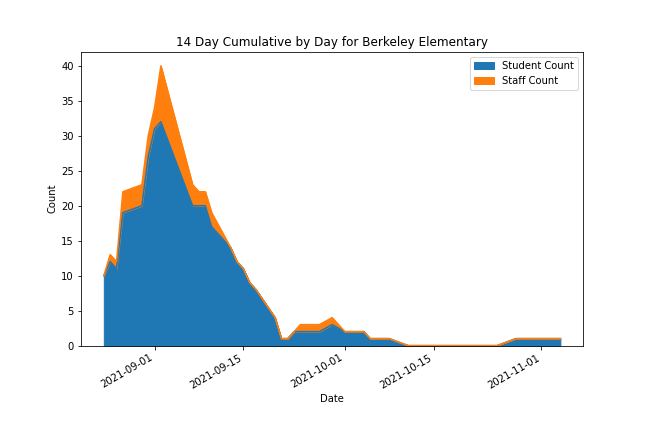 14 Day Cumulative by Day for Berkeley Elementary
Student Count
Staff Count
Count
40
35
30
25
20
15
10
5
0
2021-09-01
2021-09-15
2021-10-01
2021-10-15
2021-11-01
Date